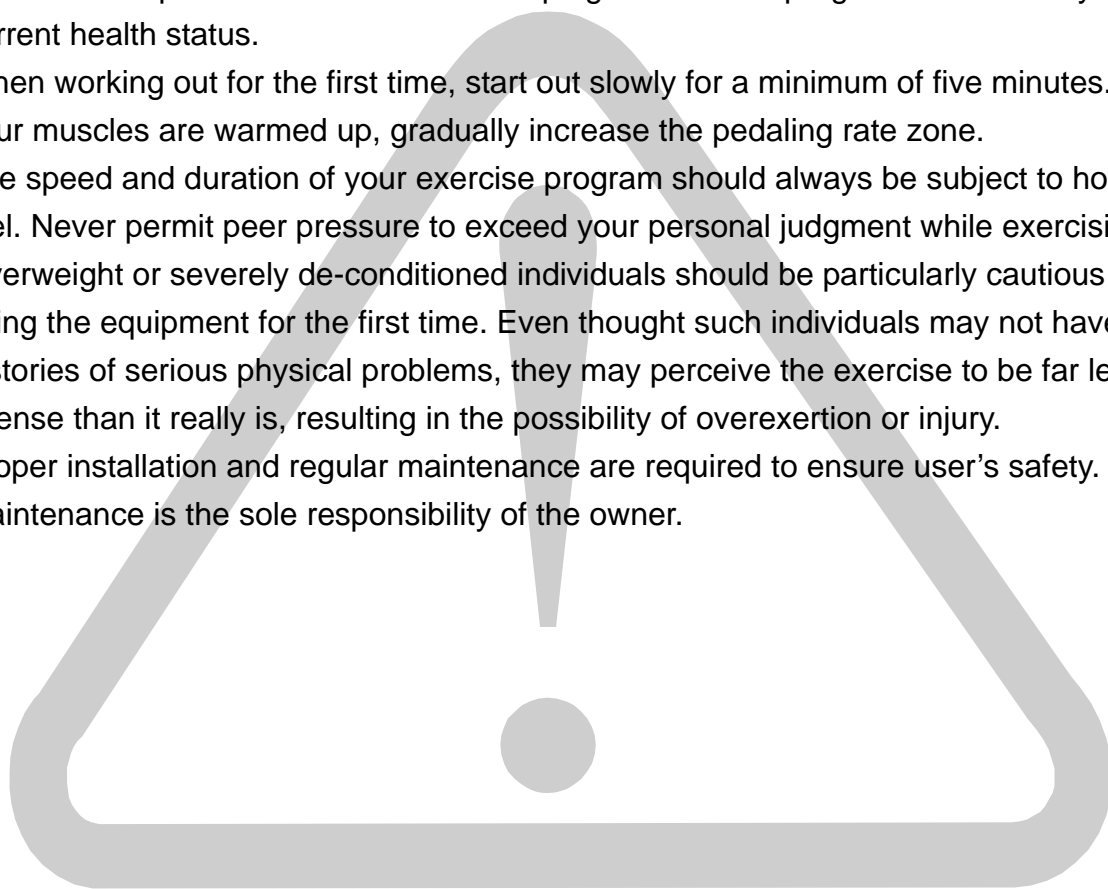 rrent health status.
hen working out for the first time, start out slowly for a minimum of five minutes.
ur muscles are warmed up, gradually increase the pedaling rate zone.
e speed and duration of your exercise program should always be subject to ho
el. Never permit peer pressure to exceed your personal judgment while exercisi
verweight or severely de-conditioned individuals should be particularly cautious
ing the equipment for the first time. Even thought such individuals may not have
stories of serious physical problems, they may perceive the exercise to be far le
ense than it really is, resulting in the possibility of overexertion or injury.
oper installation and regular maintenance are required to ensure user’s safety.
aintenance is the sole responsibility of the owner.